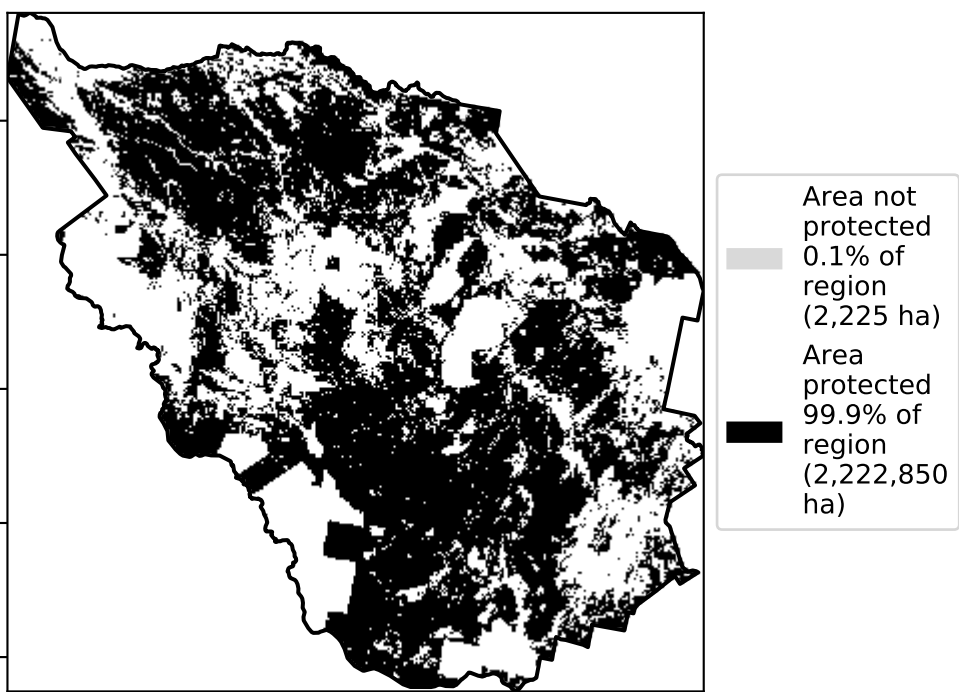 Area not
protected
0.1% of
region
(2,225 ha)
Area
protected
99.9% of
region
(2,222,850
ha)